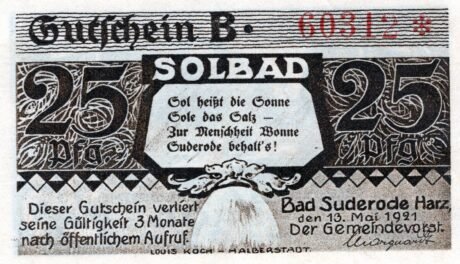 Gutschein B.
60312 *
SOLBAD
25
Pfg
Sol heißt die Sonne
Sole das Salz –
Zur Menschheit Wonne
Suderode behalt's!
25
Pfg
Dieser Gutschein verliert
seine Gültigkeit 3 Monate
nach öffentlichem Aufruf.
Bad Suderode Harz,
den 13. Mai 1921
Der Gemeindevorst.
Marquardt
LOUIS KOCH – HALBERSTADT.